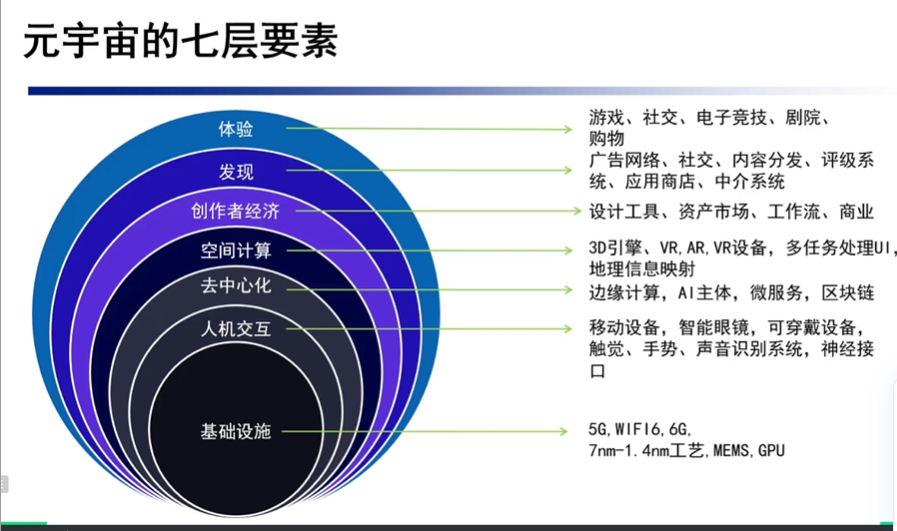 元宇宙的七层要素
体验
游戏、社交、电子竞技、剧院、
购物
发现
广告网络、社交、内容分发、评级系
统、应用商店、中介系统
创作者经济
设计工具、资产市场、工作流、商业
空间计算
3D引擎、VR,AR,VR设备，多任务处理UI,
地理信息映射
去中心化
边缘计算，AI主体，微服务，区块链
人机交互
移动设备，智能眼镜，可穿戴设备，
触觉、手势、声音识别系统，神经接
口
基础设施
5G,WIFI6,6G,
7nm-1.4nm工艺,MEMS,GPU